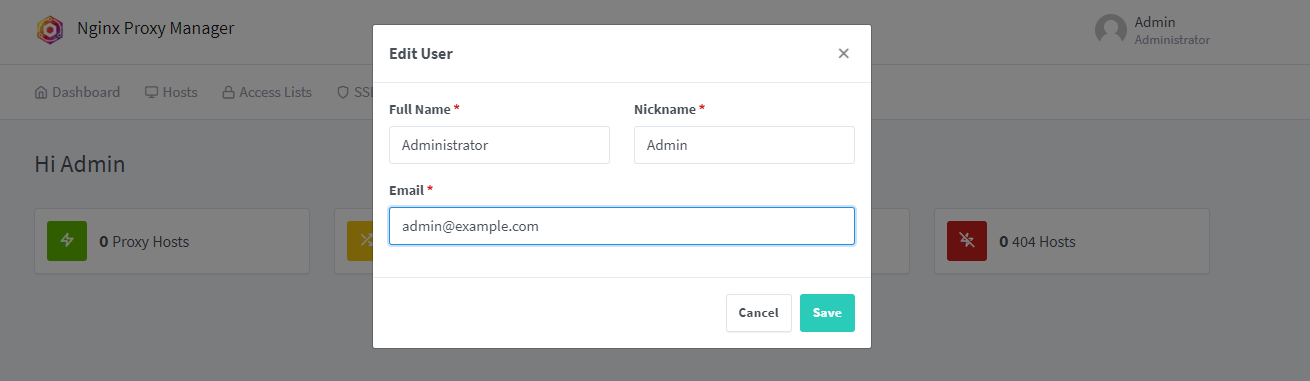 Nginx Proxy Manager
Admin
Administrator
Dashboard Hosts Access Lists SS
Hi Admin
0 Proxy Hosts
0 404 Hosts
Edit User ×
Full Name * Nickname *
Administrator Admin
Email *
admin@example.com
Cancel Save